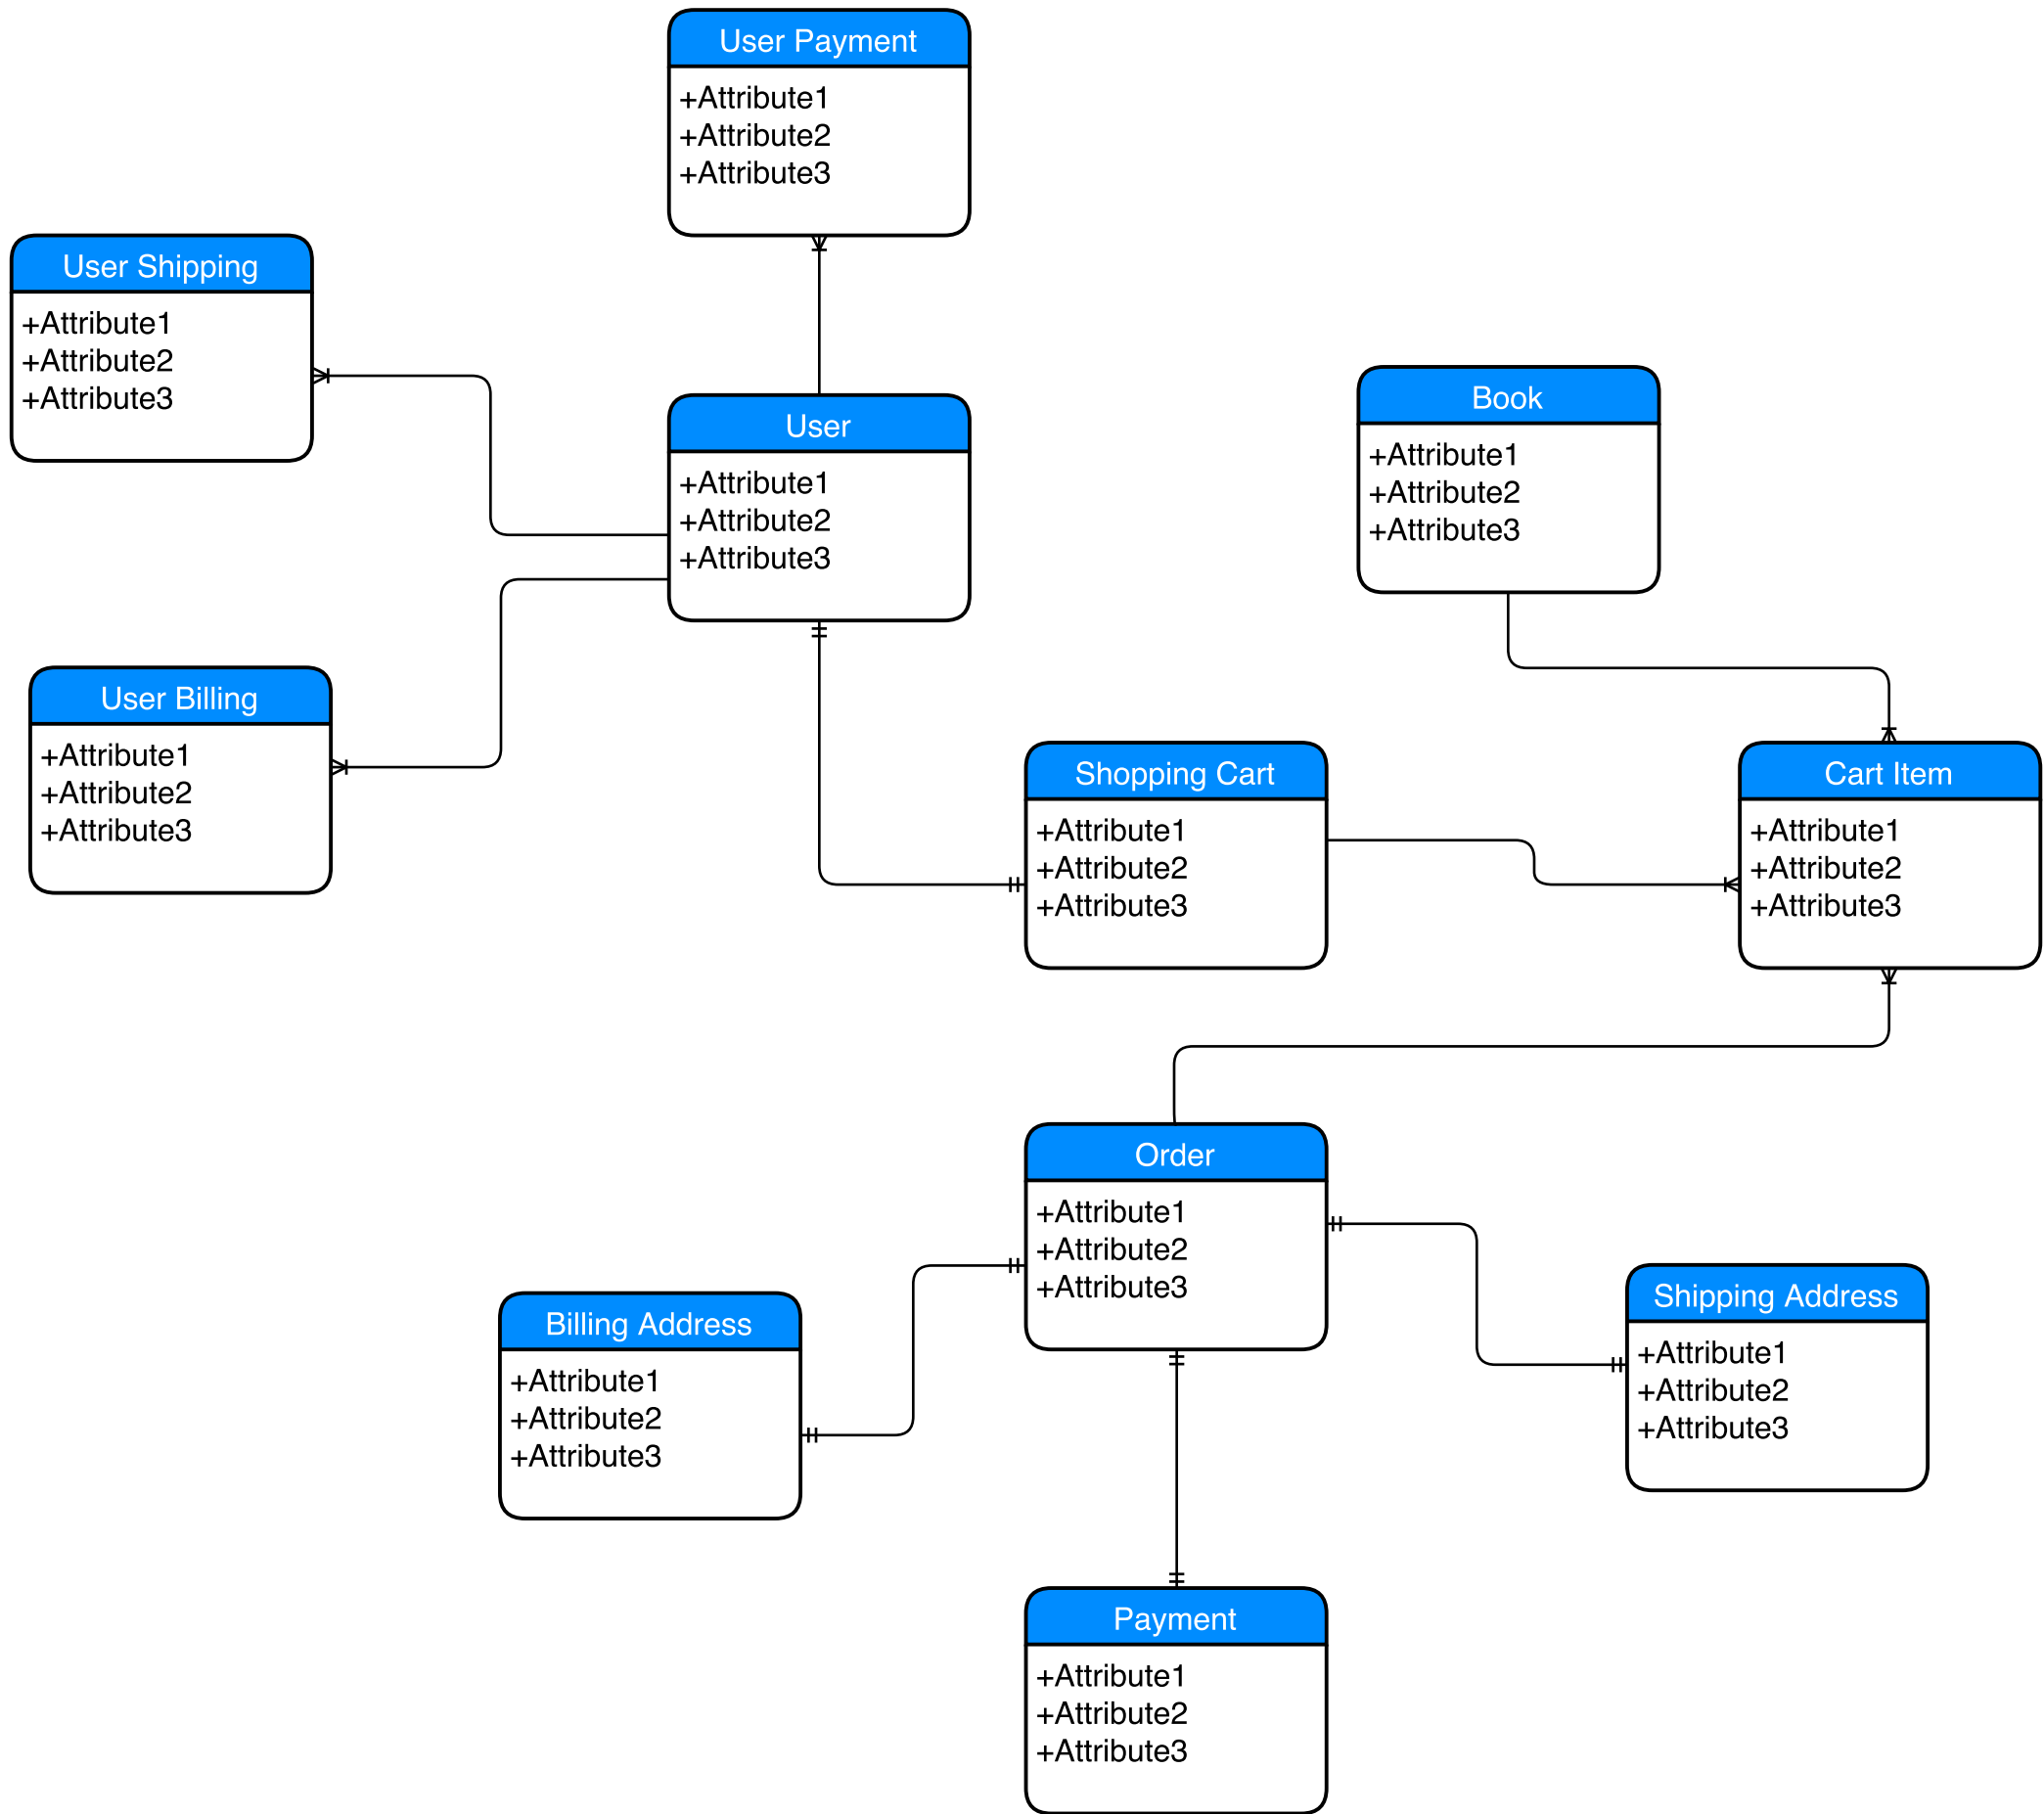 User Payment
+Attribute1
+Attribute2
+Attribute3
User Shipping
+Attribute1
+Attribute2
+Attribute3
User
+Attribute1
+Attribute2
+Attribute3
Book
+Attribute1
+Attribute2
+Attribute3
User Billing
+Attribute1
+Attribute2
+Attribute3
Shopping Cart
+Attribute1
+Attribute2
+Attribute3
Cart Item
+Attribute1
+Attribute2
+Attribute3
Order
+Attribute1
+Attribute2
+Attribute3
Billing Address
+Attribute1
+Attribute2
+Attribute3
Shipping Address
+Attribute1
+Attribute2
+Attribute3
Payment
+Attribute1
+Attribute2
+Attribute3